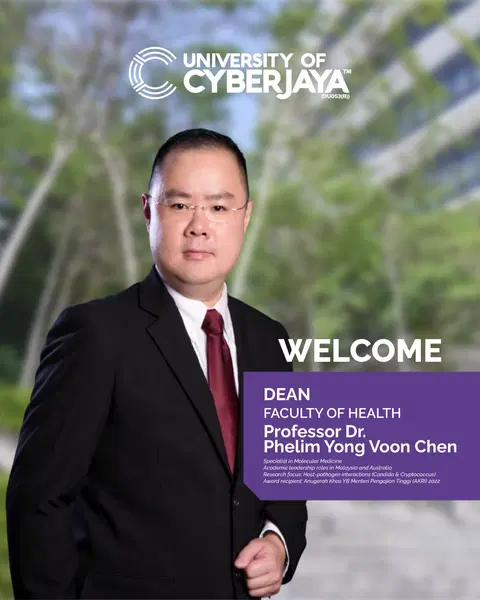 UNIVERSITY OF
CYBERJAYA™
(DU053(B))
WELCOME
DEAN
FACULTY OF HEALTH
Professor Dr.
Phelim Yong Voon Chen
Specialist in Molecular Medicine
Academic leadership roles in Malaysia and Australia
Research focus: Host-pathogen interactions (Candida & Cryptococcus)
Award recipient: Anugerah Khas YB Menteri Pengajian Tinggi (AKRI) 2022